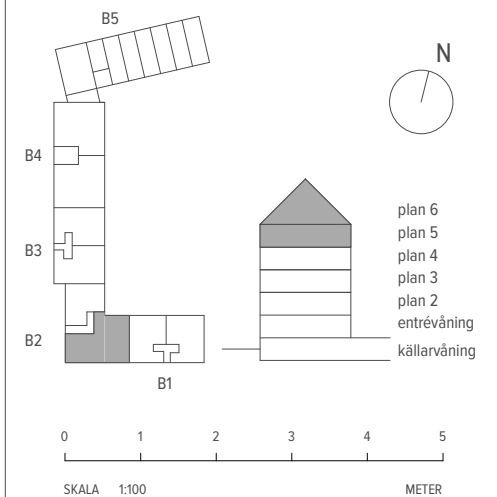 B5
N
B4
B3
B2
B1
plan 6
plan 5
plan 4
plan 3
plan 2
entrévåning
källarvåning
0 1 2 3 4 5
SKALA 1:100 METER